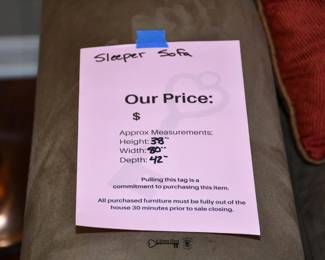 Sleeper Sofa
Our Price:
$
Approx Measurements:
Height: 38"
Width: 80"
Depth: 42"
Pulling this tag is a
commitment to purchasing this item.
All purchased furniture must be fully out of the
house 30 minutes prior to sale closing.